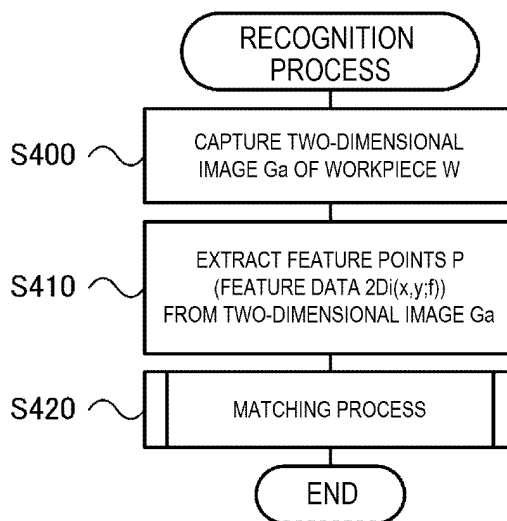 RECOGNITION
PROCESS
S400
CAPTURE TWO-DIMENSIONAL
IMAGE Ga OF WORKPIECE W
S410
EXTRACT FEATURE POINTS P
(FEATURE DATA 2Di(x,y;f))
FROM TWO-DIMENSIONAL IMAGE Ga
S420
MATCHING PROCESS
END